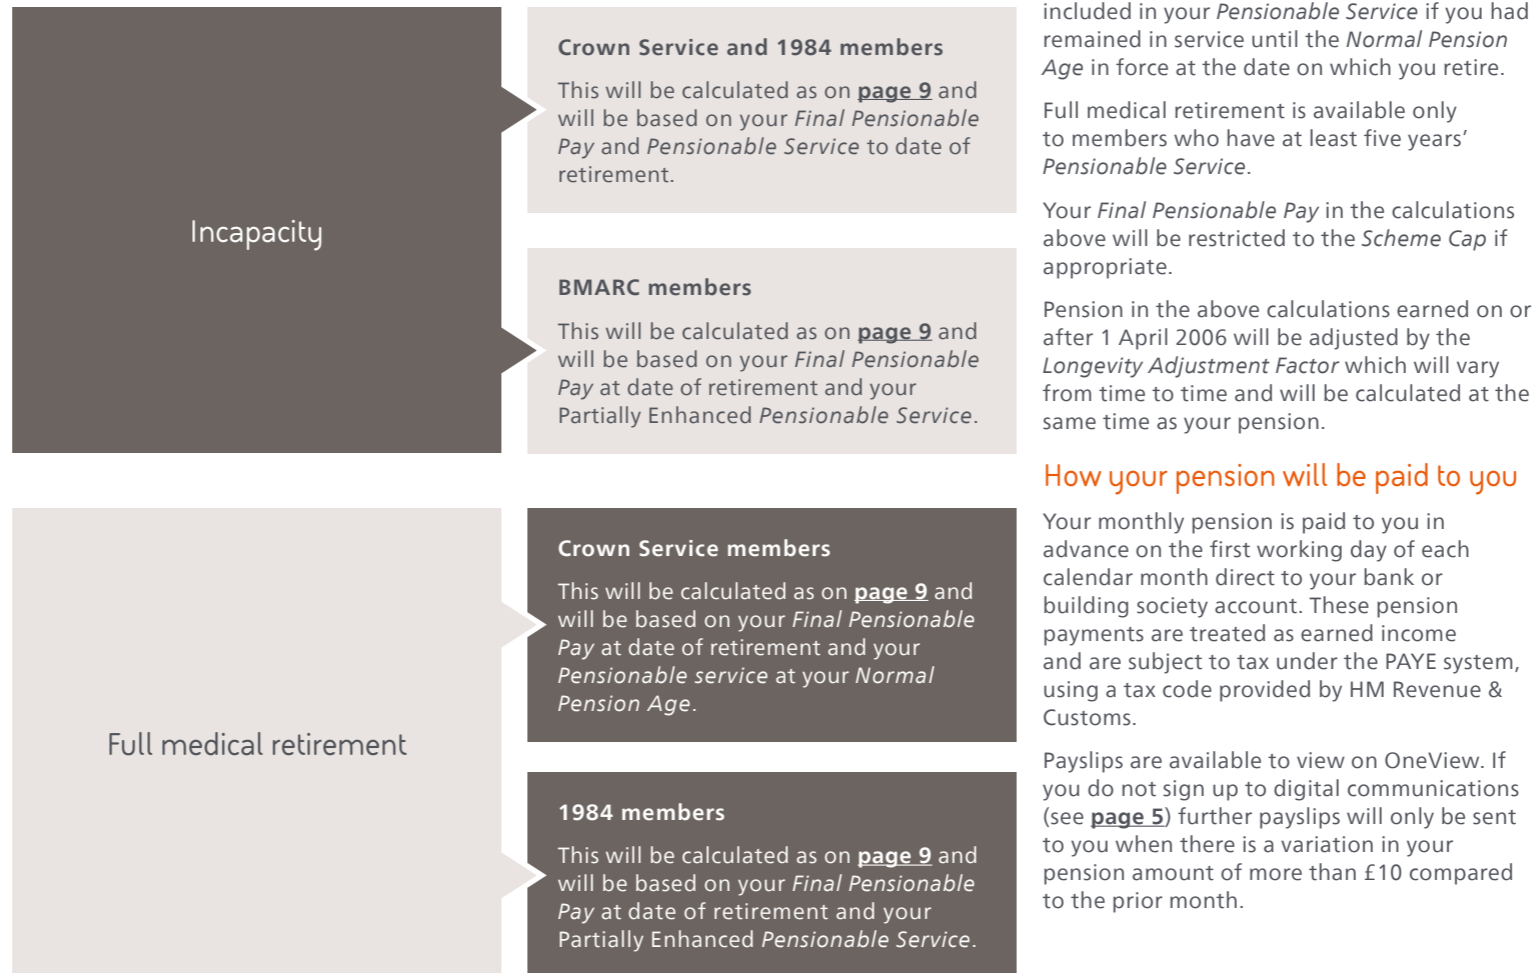 Incapacity
Crown Service and 1984 members
This will be calculated as on page 9 and
will be based on your Final Pensionable
Pay and Pensionable Service to date of
retirement.
BMARC members
This will be calculated as on page 9 and
will be based on your Final Pensionable
Pay at date of retirement and your
Partially Enhanced Pensionable Service.
Full medical retirement
Crown Service members
This will be calculated as on page 9 and
will be based on your Final Pensionable
Pay at date of retirement and your
Pensionable service at your Normal
Pension Age.
1984 members
This will be calculated as on page 9 and
will be based on your Final Pensionable
Pay at date of retirement and your
Partially Enhanced Pensionable Service.
included in your Pensionable Service if you had
remained in service until the Normal Pension
Age in force at the date on which you retire.
Full medical retirement is available only
to members who have at least five years’
Pensionable Service.
Your Final Pensionable Pay in the calculations
above will be restricted to the Scheme Cap if
appropriate.
Pension in the above calculations earned on or
after 1 April 2006 will be adjusted by the
Longevity Adjustment Factor which will vary
from time to time and will be calculated at the
same time as your pension.
How your pension will be paid to you
Your monthly pension is paid to you in
advance on the first working day of each
calendar month direct to your bank or
building society account. These pension
payments are treated as earned income
and are subject to tax under the PAYE system,
using a tax code provided by HM Revenue &
Customs.
Payslips are available to view on OneView. If
you do not sign up to digital communications
(see page 5) further payslips will only be sent
to you when there is a variation in your
pension amount of more than £10 compared
to the prior month.